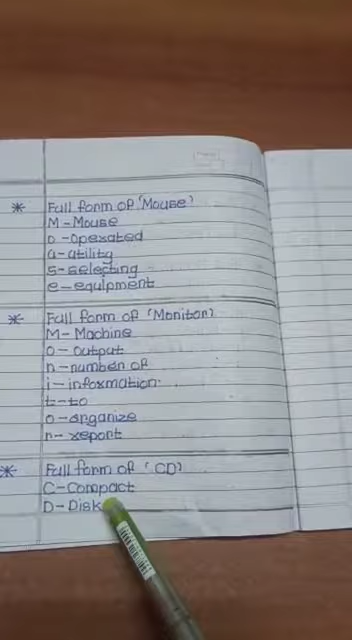 * Full form of 'Mouse'
M - Mouse
O - Operated
u - utility
S - selecting
e - equipment
* Full form of 'Monitor'
M - Machine
O - Output
n - number of
i - information
t - to
o - organize
r - report
* Full form of 'CD'
C - Compact
D - Disk